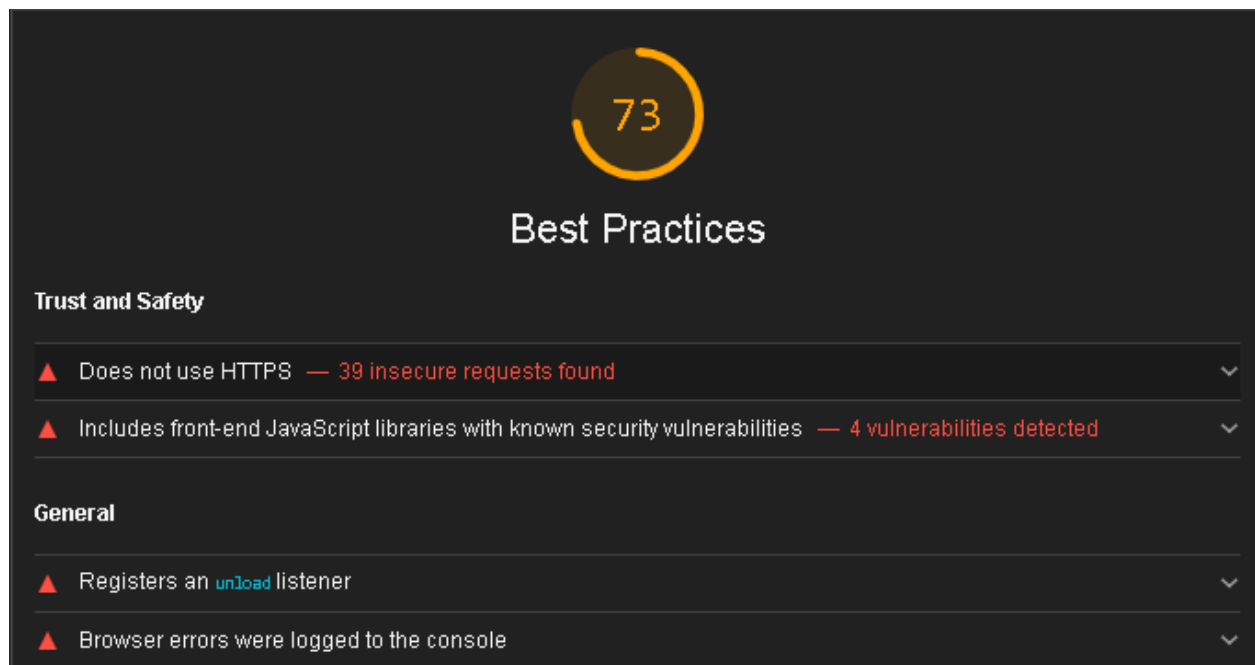 73
Best Practices
Trust and Safety
Does not use HTTPS — 39 insecure requests found
Includes front-end JavaScript libraries with known security vulnerabilities — 4 vulnerabilities detected
General
Registers an unload listener
Browser errors were logged to the console